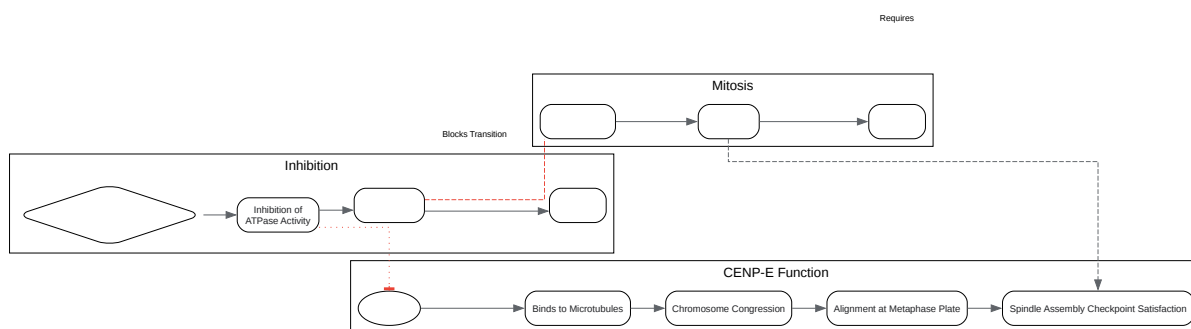 Requires
Mitosis
Blocks Transition
Inhibition
Inhibition of
ATPase Activity
CENP-E Function
Binds to Microtubules
Chromosome Congression
Alignment at Metaphase Plate
Spindle Assembly Checkpoint Satisfaction